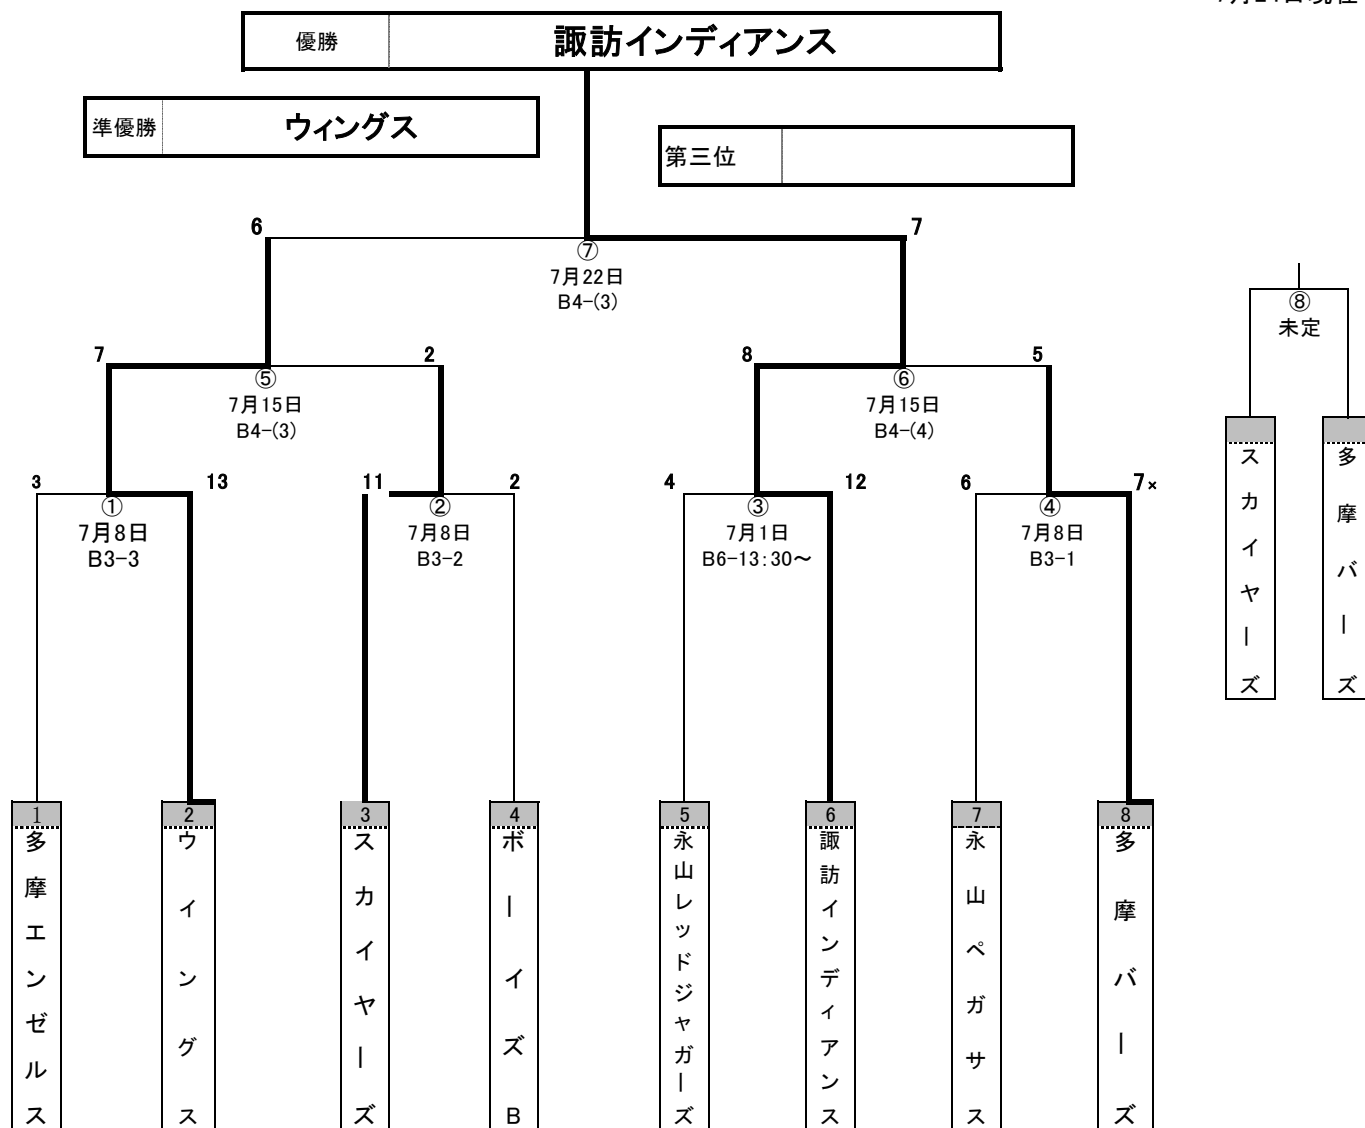 優勝 諏訪インディアンス
準優勝 ウィングス
第三位
6 7
⑦
7月22日
B4-(3)
⑧
未定
7 2 8 5
⑤ ⑥
7月15日 7月15日
B4-(3) B4-(4)
3 13 11 2 4 12 6 7×
① ② ③ ④
7月8日 7月8日 7月1日 7月8日
B3-3 B3-2 B6-13:30～ B3-1
スカイヤーズ
多摩バーズ
1 多摩エンゼルス
2 ウイングス
3 スカイヤーズ
4 ボーイズB
5 永山レッドジャガーズ
6 諏訪インディアンス
7 永山ペガサス
8 多摩バーズ